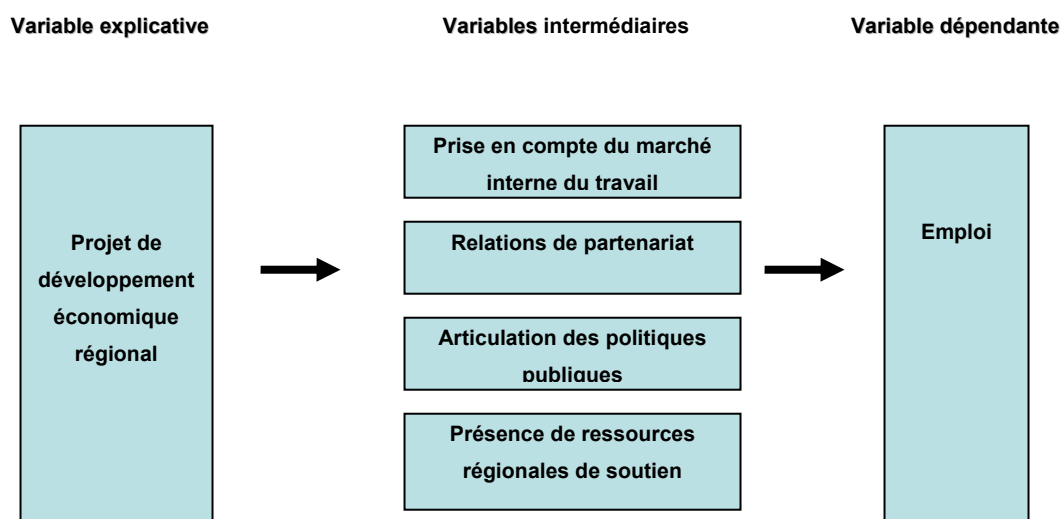 Variable explicative
Variables intermédiaires
Variable dépendante
Projet de
développement
économique
régional
Prise en compte du marché
interne du travail
Relations de partenariat
Articulation des politiques
publiques
Présence de ressources
régionales de soutien
Emploi